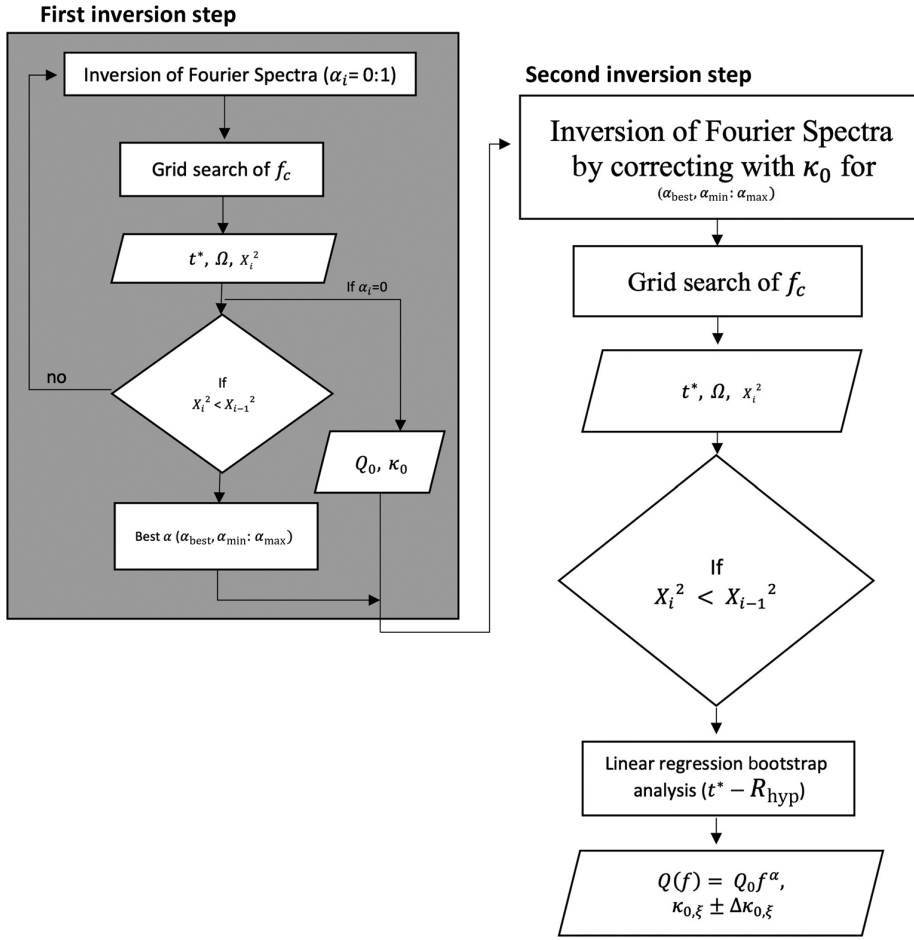 First inversion step
Inversion of Fourier Spectra (αᵢ= 0:1)
Grid search of f_c
t*, Ω, Xᵢ²
If αᵢ=0
no
If
Xᵢ² < Xᵢ₋₁²
Q₀, κ₀
Best α (α_best, α_min: α_max)
Second inversion step
Inversion of Fourier Spectra
by correcting with κ₀ for
(α_best, α_min: α_max)
Grid search of f_c
t*, Ω, Xᵢ²
If
Xᵢ² < Xᵢ₋₁²
Linear regression bootstrap
analysis (t* − R_hyp)
Q(f) = Q₀f^α,
κ₀,ξ ± Δκ₀,ξ